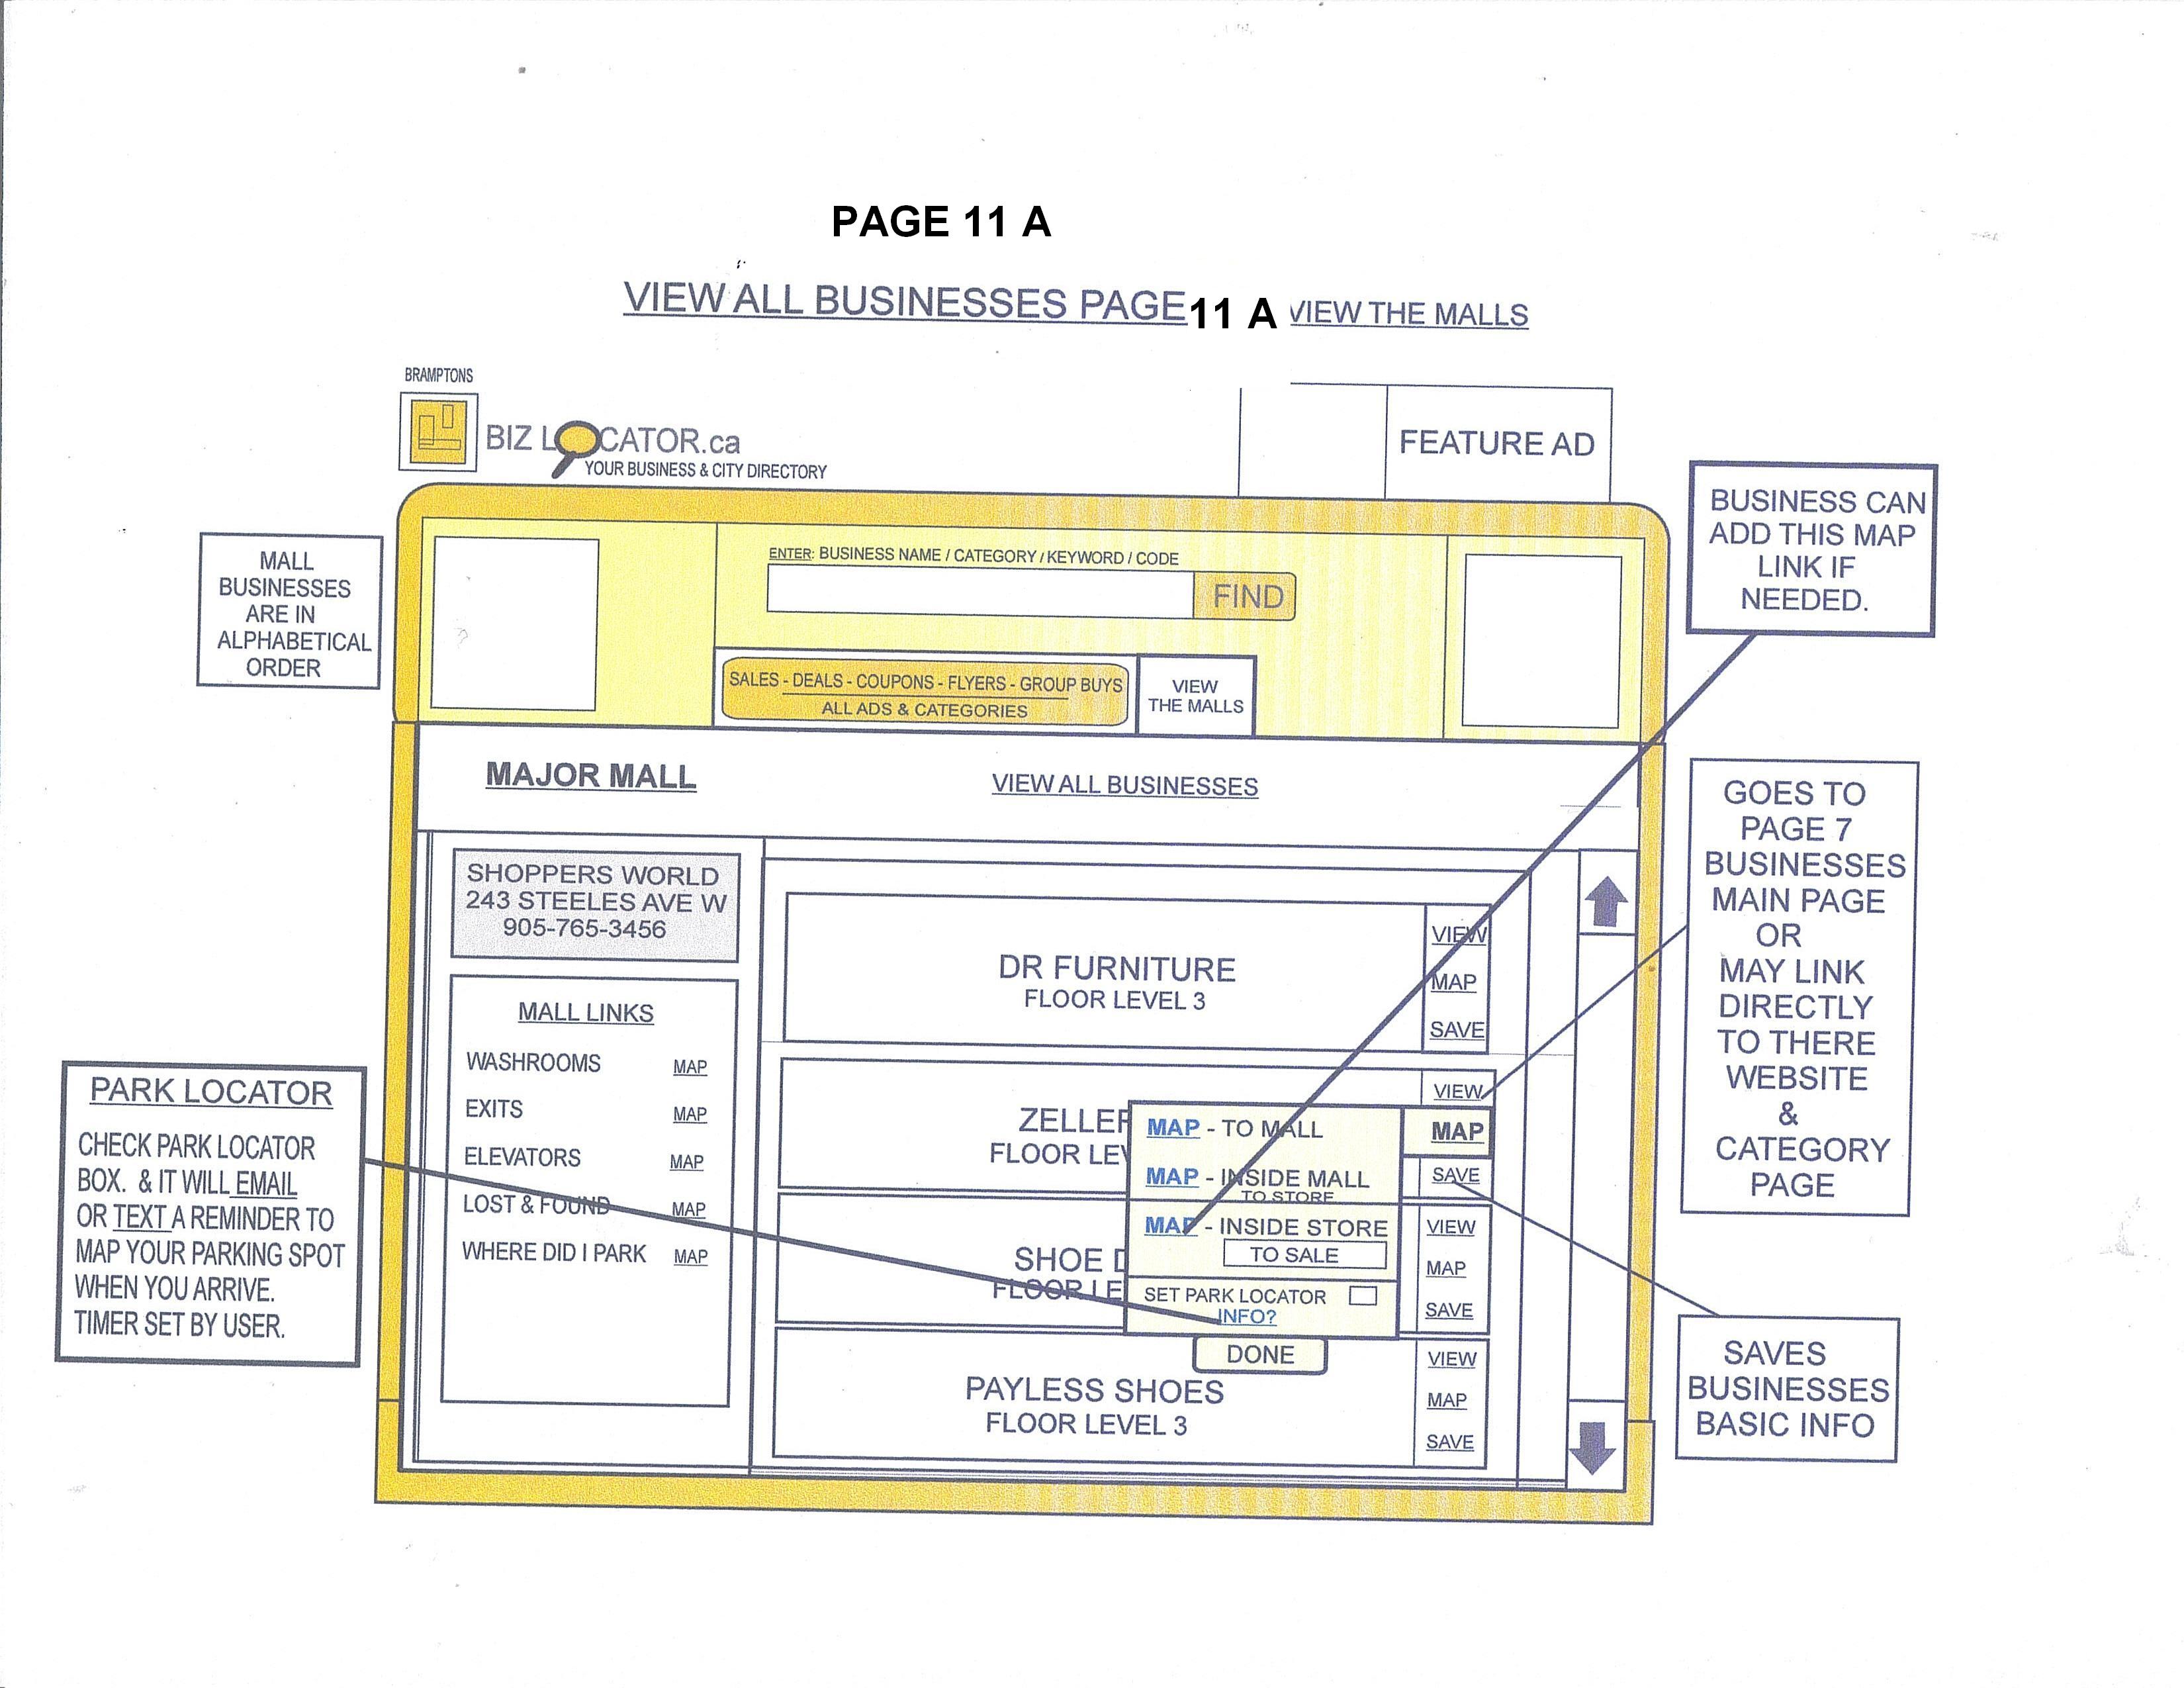 PAGE 11 A
VIEW ALL BUSINESSES PAGE 11 A VIEW THE MALLS
BRAMPTONS
BIZ LOCATOR.ca
YOUR BUSINESS & CITY DIRECTORY
FEATURE AD
BUSINESS CAN
ADD THIS MAP
LINK IF
NEEDED.
MALL
BUSINESSES
ARE IN
ALPHABETICAL
ORDER
ENTER: BUSINESS NAME / CATEGORY / KEYWORD / CODE
FIND
SALES - DEALS - COUPONS - FLYERS - GROUP BUYS
ALL ADS & CATEGORIES
VIEW
THE MALLS
MAJOR MALL
VIEW ALL BUSINESSES
GOES TO
PAGE 7
BUSINESSES
MAIN PAGE
OR
MAY LINK
DIRECTLY
TO THERE
WEBSITE
&
CATEGORY
PAGE
SHOPPERS WORLD
243 STEELES AVE W
905-765-3456
MALL LINKS
WASHROOMS MAP
EXITS MAP
ELEVATORS MAP
LOST & FOUND MAP
WHERE DID I PARK MAP
DR FURNITURE
FLOOR LEVEL 3
VIEW
MAP
SAVE
ZELLER
FLOOR LEV
VIEW
MAP
SAVE
MAP - TO MALL
MAP - INSIDE MALL
TO STORE
MAP - INSIDE STORE
TO SALE
SET PARK LOCATOR
INFO?
DONE
SHOE D
FLOOR LE
VIEW
MAP
SAVE
PAYLESS SHOES
FLOOR LEVEL 3
VIEW
MAP
SAVE
PARK LOCATOR
CHECK PARK LOCATOR
BOX. & IT WILL EMAIL
OR TEXT A REMINDER TO
MAP YOUR PARKING SPOT
WHEN YOU ARRIVE.
TIMER SET BY USER.
SAVES
BUSINESSES
BASIC INFO